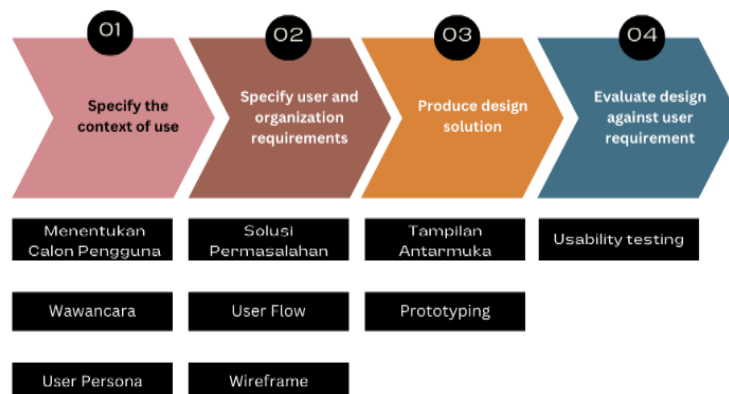 01
Specify the
context of use
02
Specify user and
organization
requirements
03
Produce design
solution
04
Evaluate design
against user
requirement
Menentukan
Calon Pengguna
Wawancara
User Persona
Solusi
Permasalahan
User Flow
Wireframe
Tampilan
Antarmuka
Prototyping
Usability testing